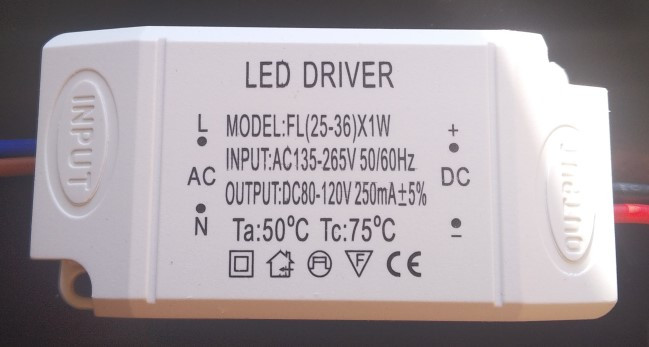 LED DRIVER
INPUT
L
MODEL:FL(25-36)X1W
+
INPUT:AC135-265V 50/60Hz
AC
OUTPUT:DC80-120V 250mA±5%
DC
N
Ta:50°C Tc:75°C
−
F
CE
OUTPUT